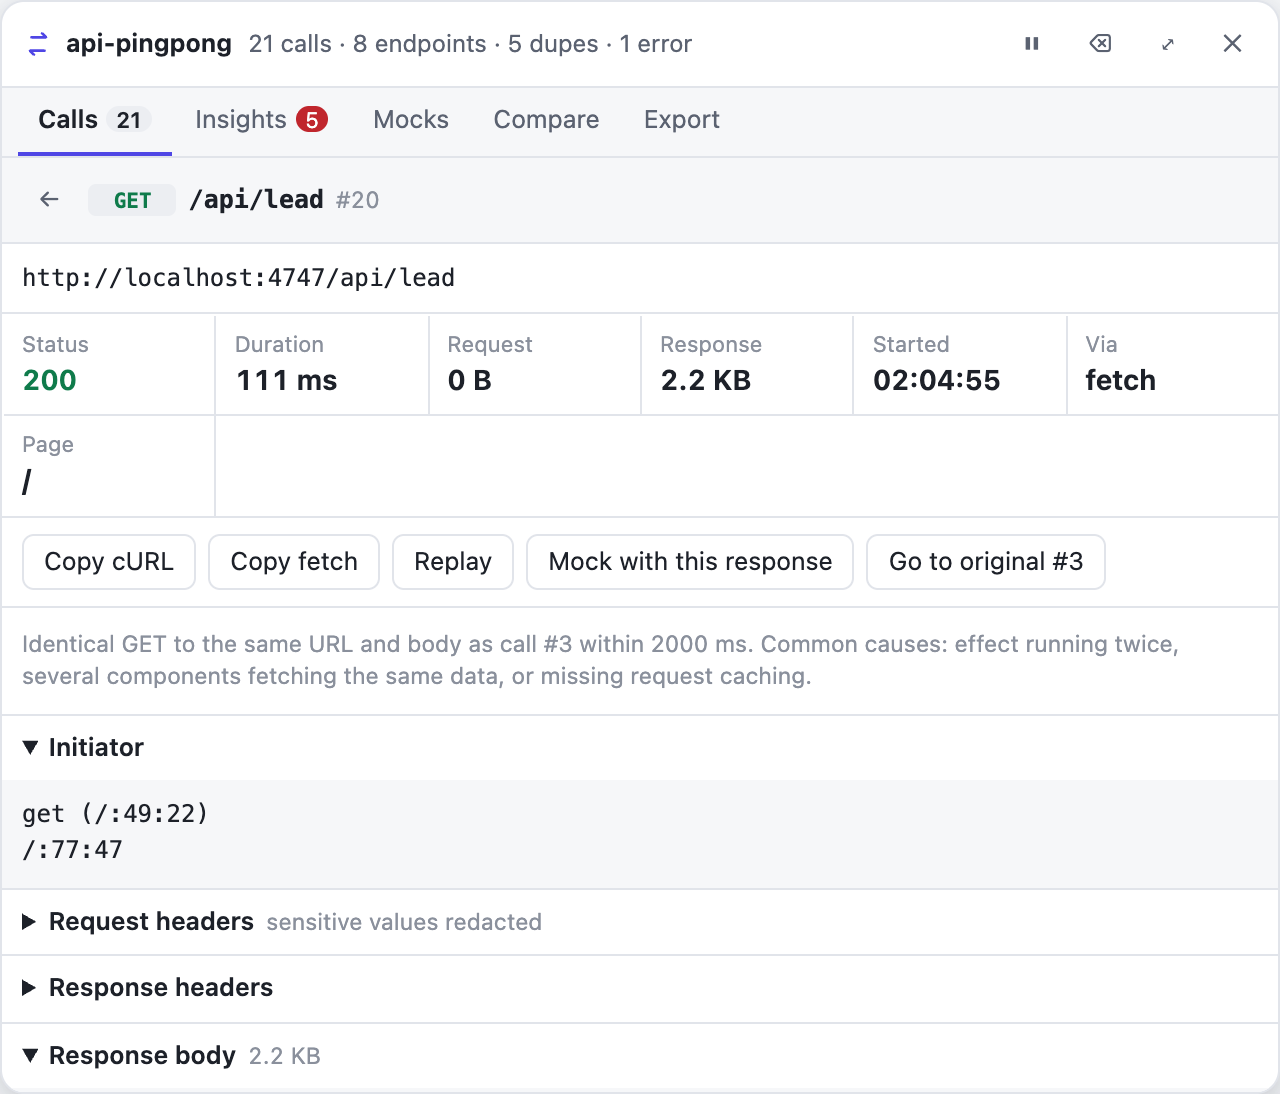 api-pingpong 21 calls · 8 endpoints · 5 dupes · 1 error
Calls 21 Insights 5 Mocks Compare Export
GET /api/lead #20
http://localhost:4747/api/lead
Status Duration Request Response Started Via
200 111 ms 0 B 2.2 KB 02:04:55 fetch
Page
/
Copy cURL Copy fetch Replay Mock with this response Go to original #3
Identical GET to the same URL and body as call #3 within 2000 ms. Common causes: effect running twice,
several components fetching the same data, or missing request caching.
Initiator
get (/:49:22)
/:77:47
Request headers sensitive values redacted
Response headers
Response body 2.2 KB